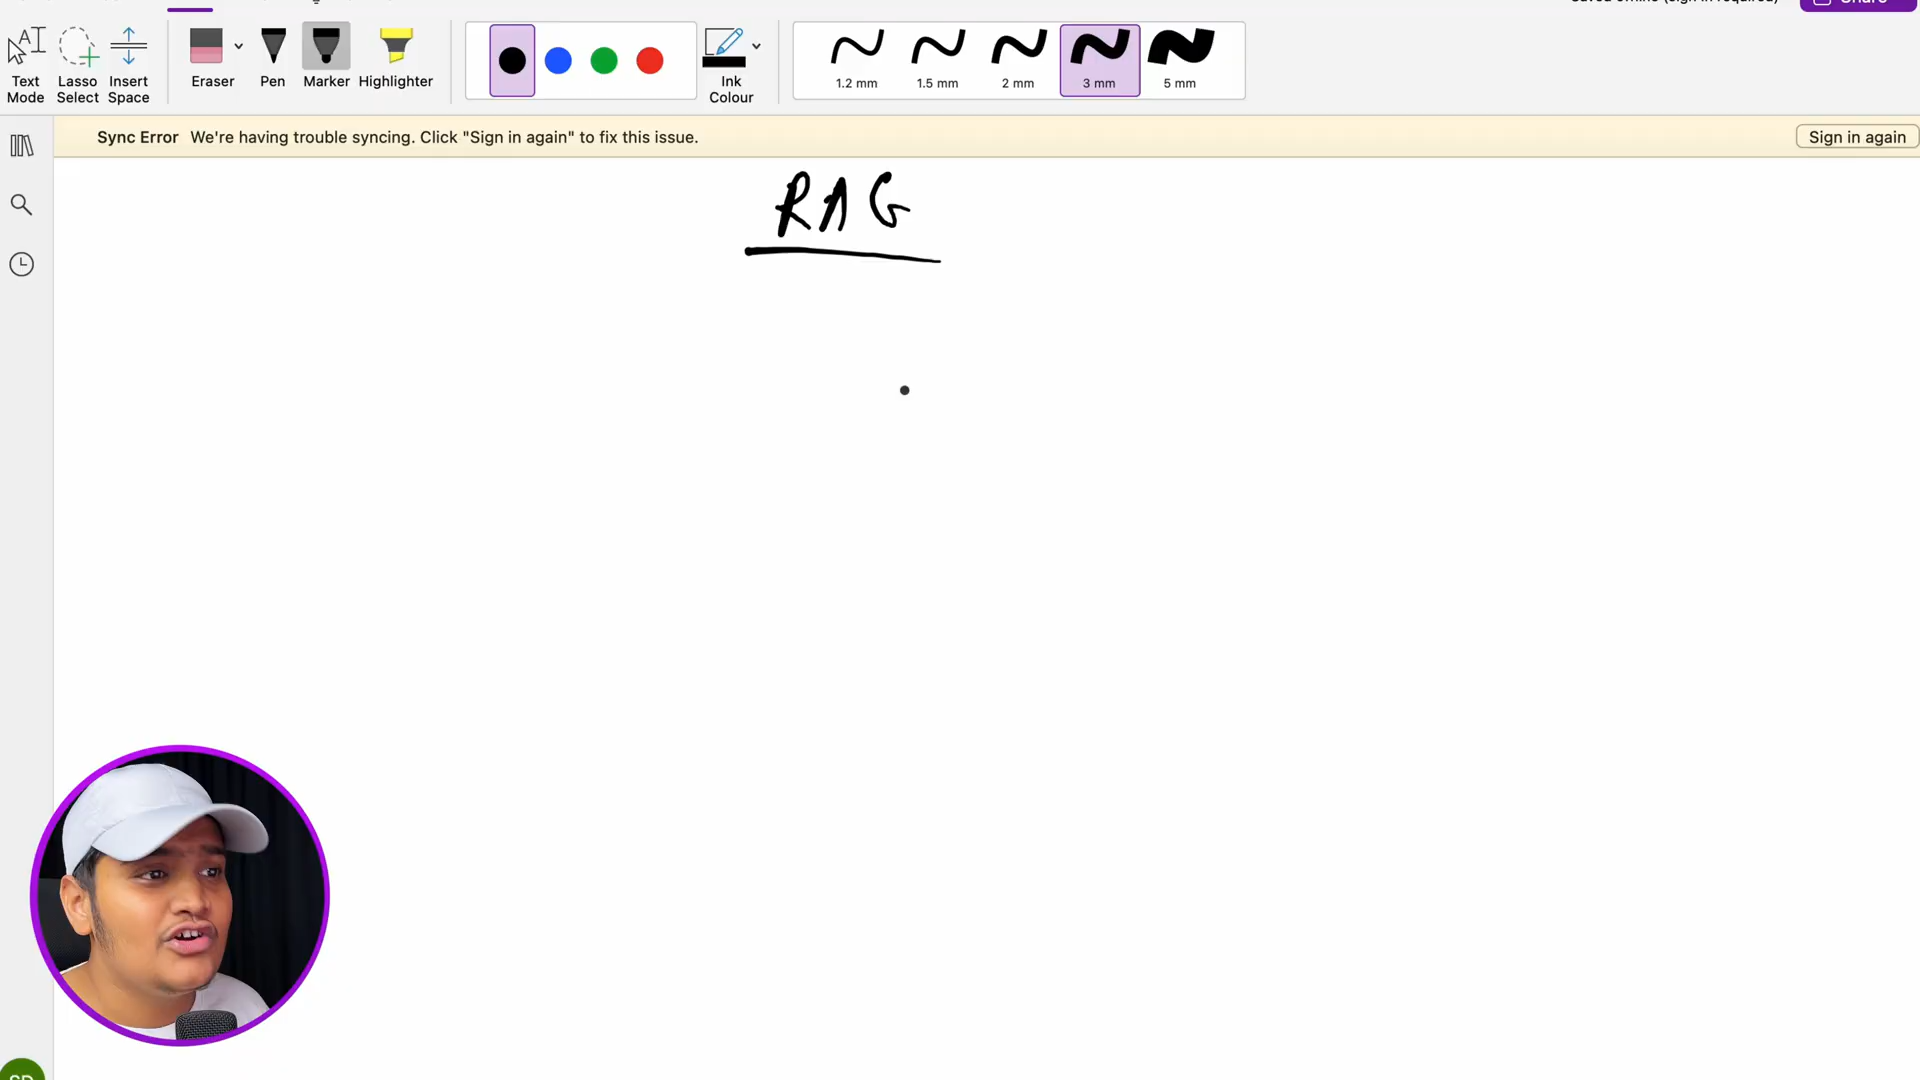 Text Mode
Lasso Select
Insert Space
Eraser
Pen
Marker
Highlighter
Ink Colour
1.2 mm
1.5 mm
2 mm
3 mm
5 mm
Sync Error We're having trouble syncing. Click "Sign in again" to fix this issue.
Sign in again
RAG